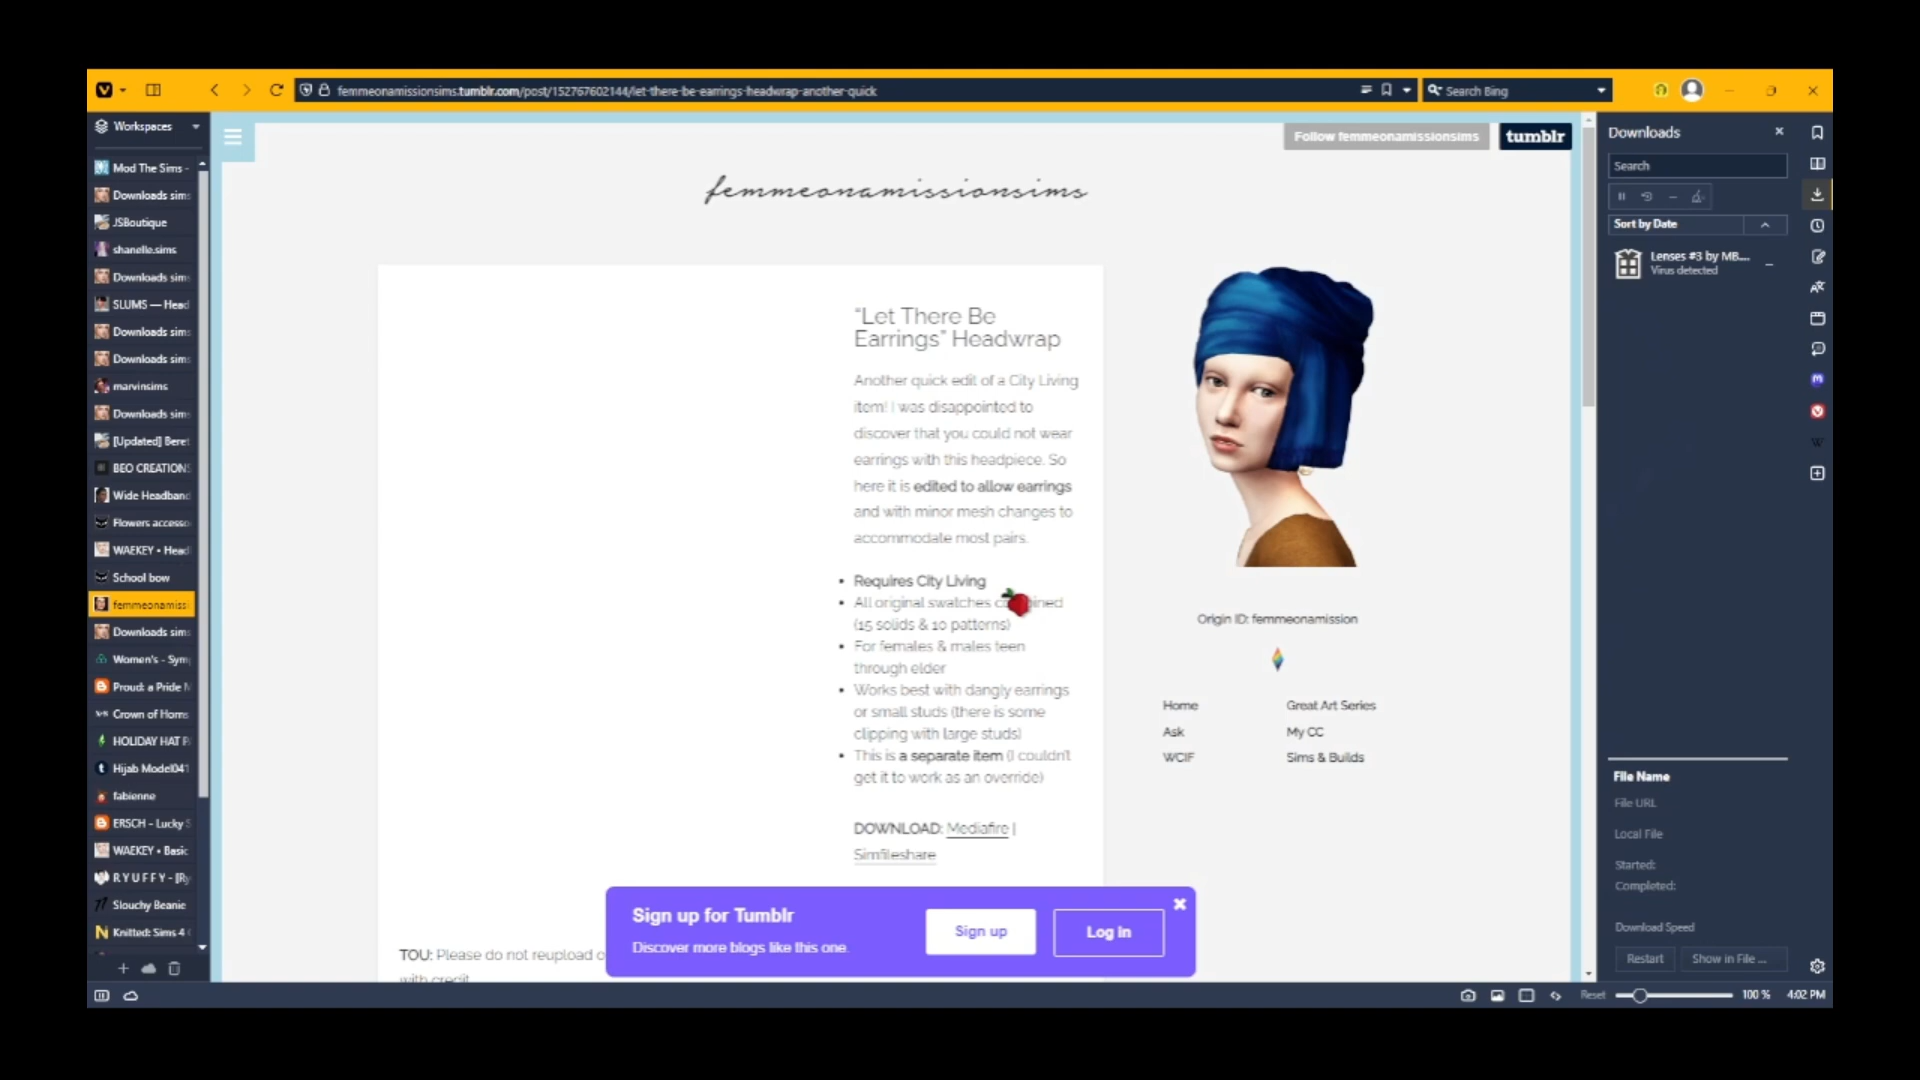 femmeonamissionsims.tumblr.com/post/152767602144/let-there-be-earrings-headwrap-another-quick
Search Bing
Workspaces
Mod The Sims -
Downloads sims
JSBoutique
shanelle.sims
Downloads sims
SLUMS — Head
Downloads sims
Downloads sims
marvinsims
Downloads sims
[Updated] Beret
BEO CREATIONS
Wide Headband
Flowers accesso
WAEKEY • Head
School bow
femmeonamiss
Downloads sims
Women's - Sym
Proud: a Pride
Crown of Horns
HOLIDAY HAT
Hijab Model041
fabienne
ERSCH - Lucky
WAEKEY • Basic
R Y U F F Y - [Ry
Slouchy Beanie
Knitted: Sims 4
Follow femmeonamissionsims
tumblr
femmeonamissionsims
"Let There Be
Earrings" Headwrap
Another quick edit of a City Living
item! I was disappointed to
discover that you could not wear
earrings with this headpiece. So
here it is edited to allow earrings
and with minor mesh changes to
accommodate most pairs.
• Requires City Living
• All original swatches combined
(15 solids & 10 patterns)
• For females & males teen
through elder
• Works best with dangly earrings
or small studs (there is some
clipping with large studs)
• This is a separate item (I couldn't
get it to work as an override)
DOWNLOAD: Mediafire |
Simfileshare
TOU: Please do not reupload o
with credit
Origin ID: femmeonamission
Home
Great Art Series
Ask
My CC
WCIF
Sims & Builds
Sign up for Tumblr
Discover more blogs like this one.
Sign up
Log in
Downloads
Search
Sort by Date
Lenses #3 by MB....
Virus detected
File Name
File URL
Local File
Started:
Completed:
Download Speed
Restart
Show in File ...
Reset
100 %
4:02 PM